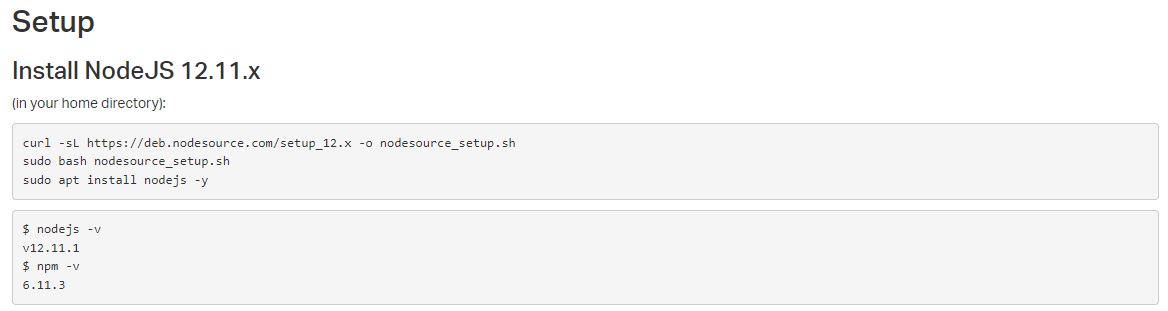 Setup
Install NodeJS 12.11.x
(in your home directory):
curl -sL https://deb.nodesource.com/setup_12.x -o nodesource_setup.sh
sudo bash nodesource_setup.sh
sudo apt install nodejs -y
$ nodejs -v
v12.11.1
$ npm -v
6.11.3